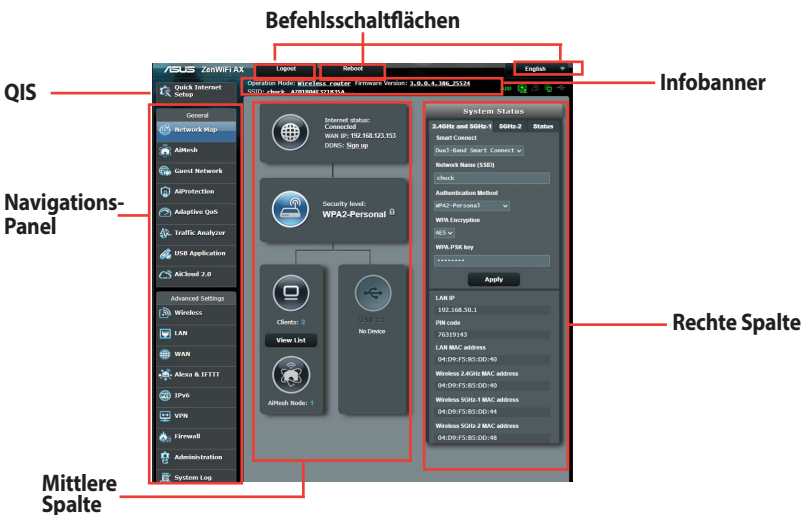 Befehlsschaltflächen
QIS
Navigations-
Panel
Infobanner
Rechte Spalte
Mittlere
Spalte
ASUS ZenWiFi AX
Logout
Reboot
English
Quick Internet
Setup
Operation Mode: Wireless router Firmware Version: 3.0.0.4.386_25524
SSID: chuck
General
Network Map
AiMesh
Guest Network
AiProtection
Adaptive QoS
Traffic Analyzer
USB Application
AiCloud 2.0
Advanced Settings
Wireless
LAN
WAN
Alexa & IFTTT
IPv6
VPN
Firewall
Administration
System Log
Internet status:
Connected
WAN IP: 192.168.123.153
DDNS: Sign up
Security level:
WPA2-Personal
Clients: 2
View List
AiMesh Node: 1
USB 3.0
No Device
System Status
2.4GHz and 5GHz-1 5GHz-2 Status
Smart Connect
Dual-Band Smart Connect
Network Name (SSID)
chuck
Authentication Method
WPA2-Personal
WPA Encryption
AES
WPA-PSK key
••••••••
Apply
LAN IP
192.168.50.1
PIN code
76319143
LAN MAC address
04:D9:F5:B5:DD:40
Wireless 2.4GHz MAC address
04:D9:F5:B5:DD:40
Wireless 5GHz-1 MAC address
04:D9:F5:B5:DD:44
Wireless 5GHz-2 MAC address
04:D9:F5:B5:DD:48